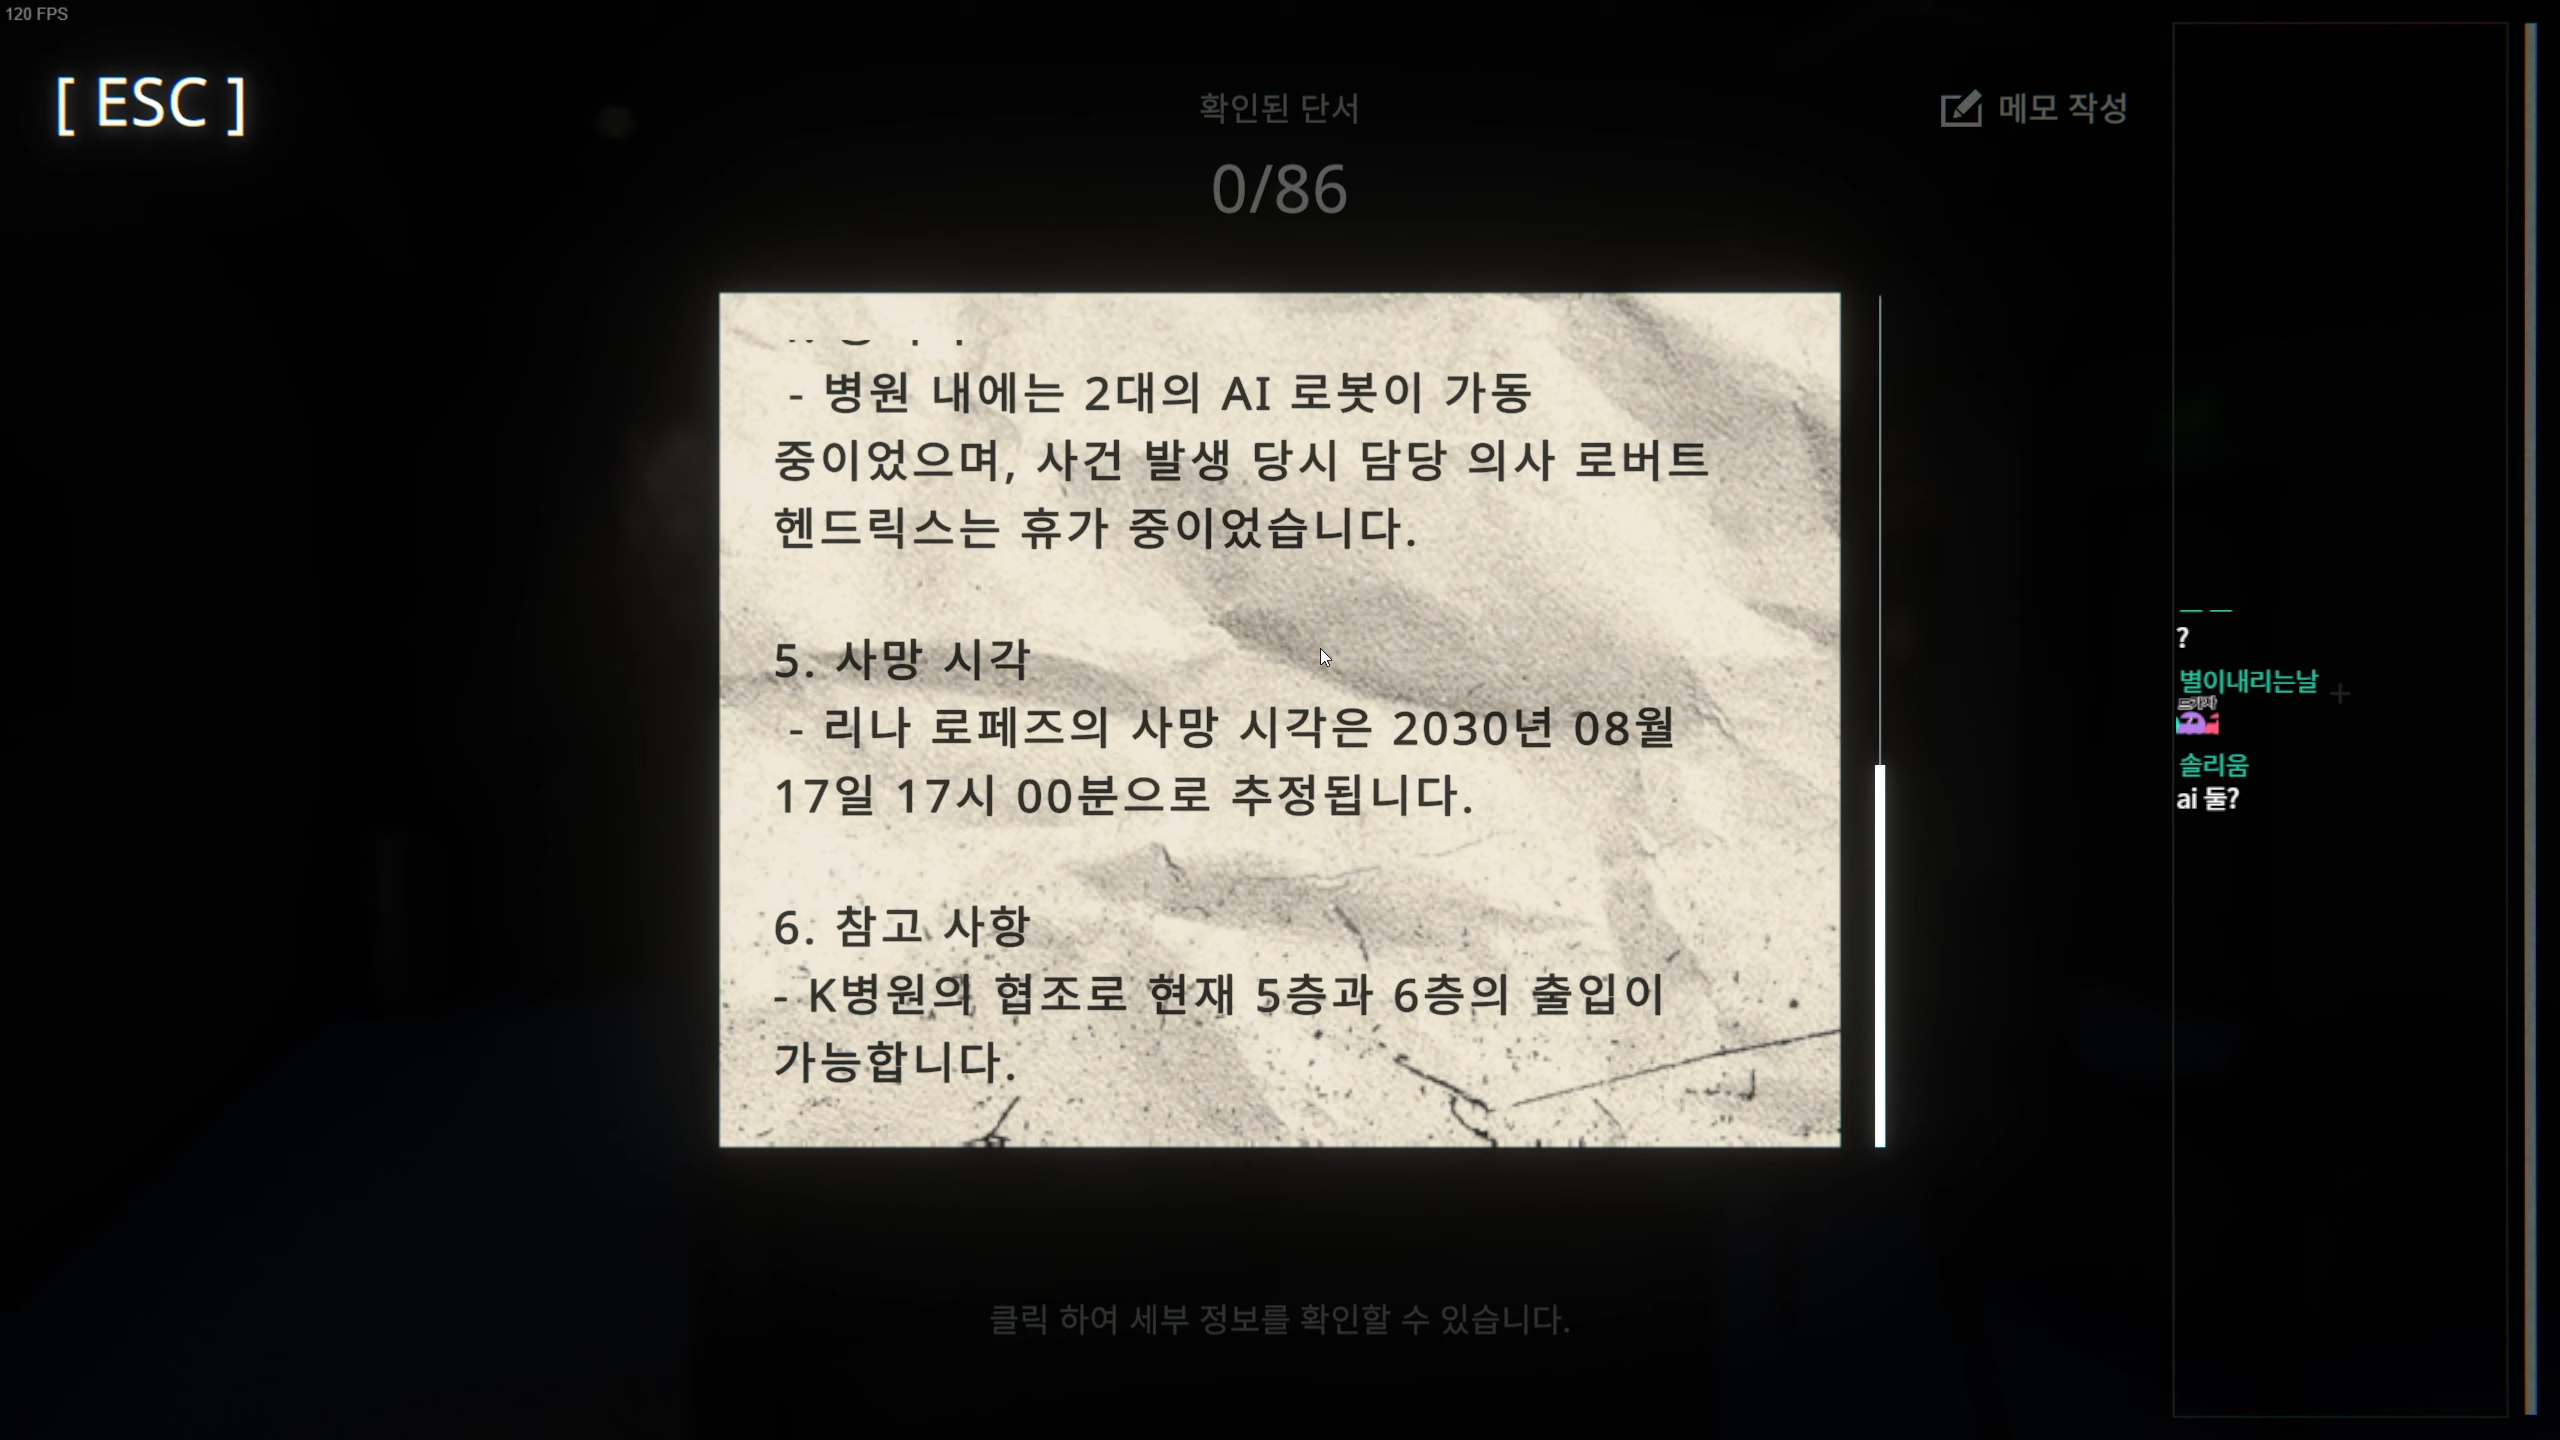 120 FPS
[ ESC ]
확인된 단서
메모 작성
0/86
- 병원 내에는 2대의 AI 로봇이 가동
중이었으며, 사건 발생 당시 담당 의사 로버트
헨드릭스는 휴가 중이었습니다.
5. 사망 시각
- 리나 로페즈의 사망 시각은 2030년 08월
17일 17시 00분으로 추정됩니다.
6. 참고 사항
- K병원의 협조로 현재 5층과 6층의 출입이
가능합니다.
?
별이내리는날
드가자
솔리움
ai 둘?
클릭 하여 세부 정보를 확인할 수 있습니다.